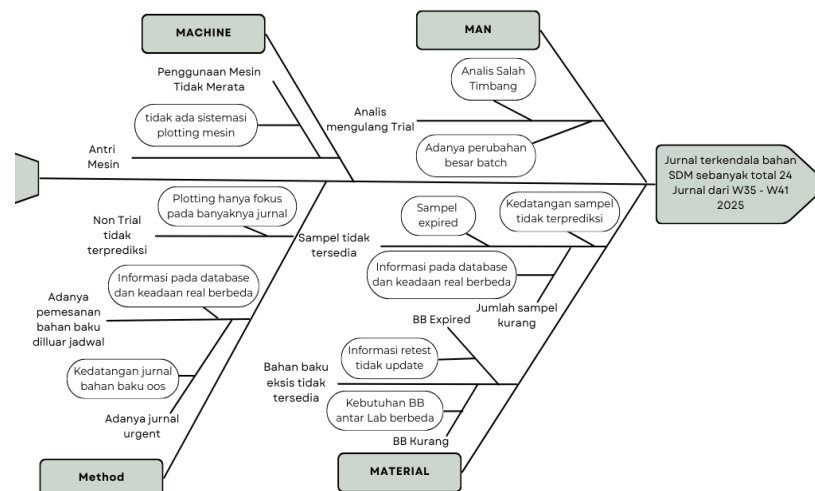 MACHINE
MAN
Penggunaan Mesin
Tidak Merata
tidak ada sistemasi
plotting mesin
Antri
Mesin
Analis Salah
Timbang
Analis
mengulang Trial
Adanya perubahan
besar batch
Jurnal terkendala bahan
SDM sebanyak total 24
Jurnal dari W35 - W41
2025
Plotting hanya fokus
pada banyaknya jurnal
Non Trial
tidak
terprediksi
Informasi pada database
dan keadaan real berbeda
Adanya
pemesanan
bahan baku
dilluar jadwal
Kedatangan jurnal
bahan baku oos
Adanya jurnal
urgent
Method
Kedatangan sampel
tidak terprediksi
Sampel
expired
Sampel tidak
tersedia
Informasi pada database
dan keadaan real berbeda
Jumlah sampel
kurang
BB Expired
Informasi retest
tidak update
Bahan baku
eksis tidak
tersedia
Kebutuhan BB
antar Lab berbeda
BB Kurang
MATERIAL